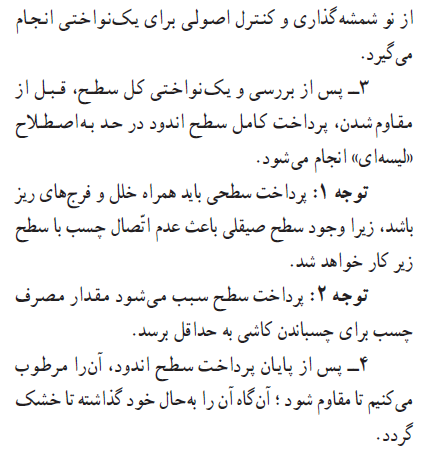 از نو شمشه‌گذاری و کنترل اصولی برای یک‌نواختی انجام
می‌گیرد.
۳ــ پس از بررسی و یک‌نواختی کل سطح، قبل از
مقاوم‌شدن، پرداخت کامل سطح اندود در حد به‌اصطلاح
«لیسه‌ای» انجام می‌شود.
توجه ۱: پرداخت سطحی باید همراه خلل و فرج‌های ریز
باشد، زیرا وجود سطح صیقلی باعث عدم اتّصال چسب با سطح
زیر کار خواهد شد.
توجه ۲: پرداخت سطح سبب می‌شود مقدار مصرف
چسب برای چسباندن کاشی به حداقل برسد.
۴ــ پس از پایان پرداخت سطح اندود، آن‌را مرطوب
می‌کنیم تا مقاوم شود ؛ آن‌گاه آن را به‌حال خود گذاشته تا خشک
گردد.